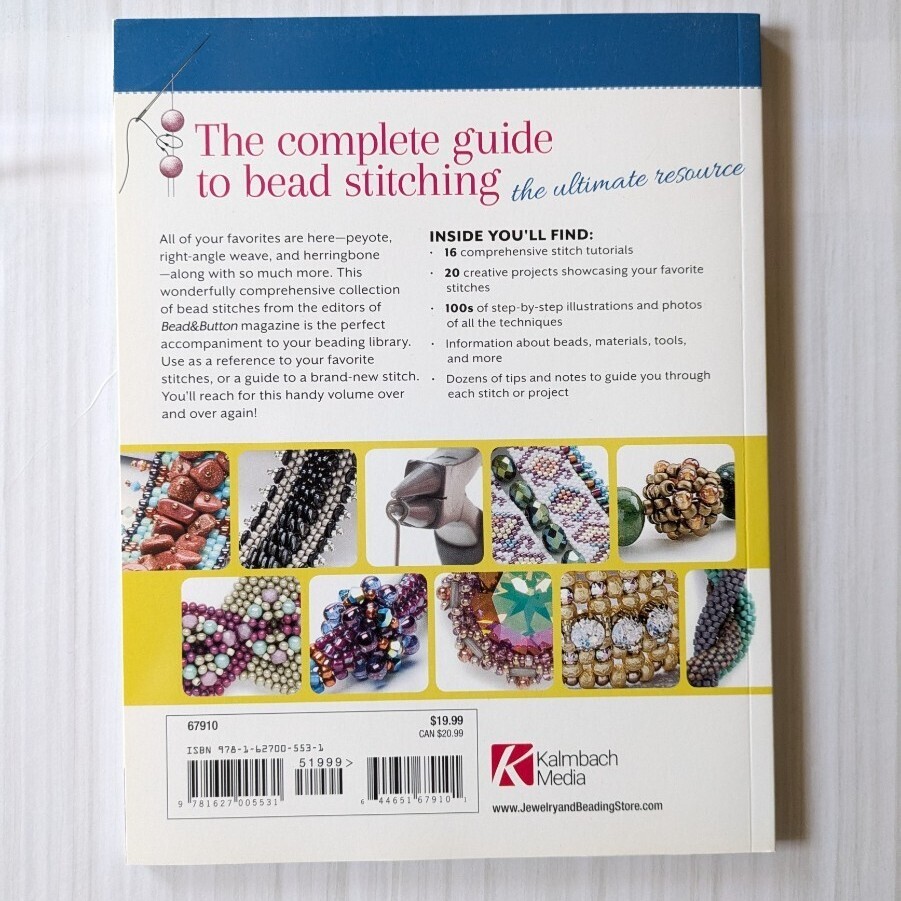 The complete guide
to bead stitching the ultimate resource
All of your favorites are here—peyote,
right-angle weave, and herringbone
—along with so much more. This
wonderfully comprehensive collection
of bead stitches from the editors of
Bead&Button magazine is the perfect
accompaniment to your beading library.
Use as a reference to your favorite
stitches, or a guide to a brand-new stitch.
You'll reach for this handy volume over
and over again!
INSIDE YOU'LL FIND:
· 16 comprehensive stitch tutorials
· 20 creative projects showcasing your favorite
stitches
· 100s of step-by-step illustrations and photos
of all the techniques
· Information about beads, materials, tools,
and more
· Dozens of tips and notes to guide you through
each stitch or project
67910
$19.99
CAN $20.99
ISBN 978-1-62700-553-1
51999>
9 781627 005531
6 44651 67910 1
K Kalmbach
Media
www.JewelryandBeadingStore.com